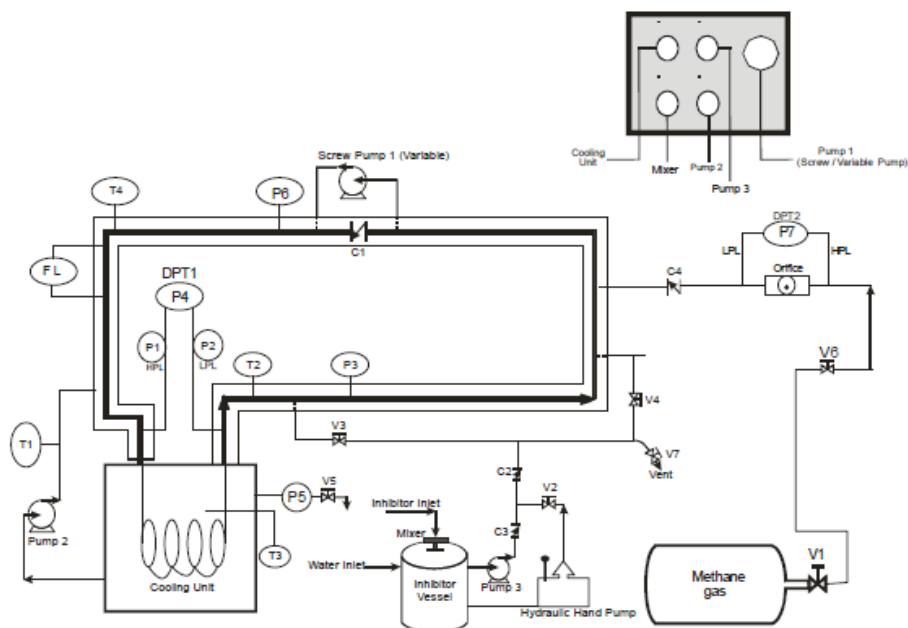 Cooling
Unit
Mixer
Pump 2
Pump 3
Pump 1
(Screw / Variable Pump)
Screw Pump 1 (Variable)
T4
P6
C1
F L
DPT1
P4
P1
HPL
P2
LPL
T2
P3
DPT2
P7
LPL
HPL
Orifice
C4
V6
V4
V3
V7
Vent
T1
Pump 2
P5
V5
T3
Cooling Unit
Inhibitor Inlet
Mixer
Water Inlet
Inhibitor
Vessel
C2
V2
C3
Pump 3
Hydraulic Hand Pump
Methane
gas
V1